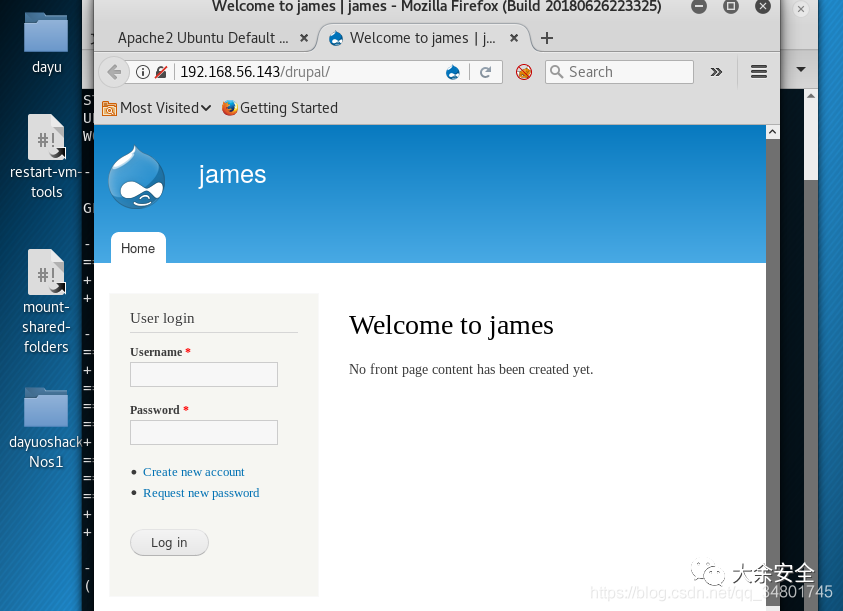 Welcome to james | james - Mozilla Firefox (Build 20180626223325)
Apache2 Ubuntu Default ...
Welcome to james | j...
192.168.56.143/drupal/
Search
Most Visited
Getting Started
dayu
restart-vm-
tools
mount-
shared-
folders
dayuoshack
Nos1
james
Home
User login
Username *
Password *
Create new account
Request new password
Log in
Welcome to james
No front page content has been created yet.
大余安全
https://blog.csdn.net/qq_34801745